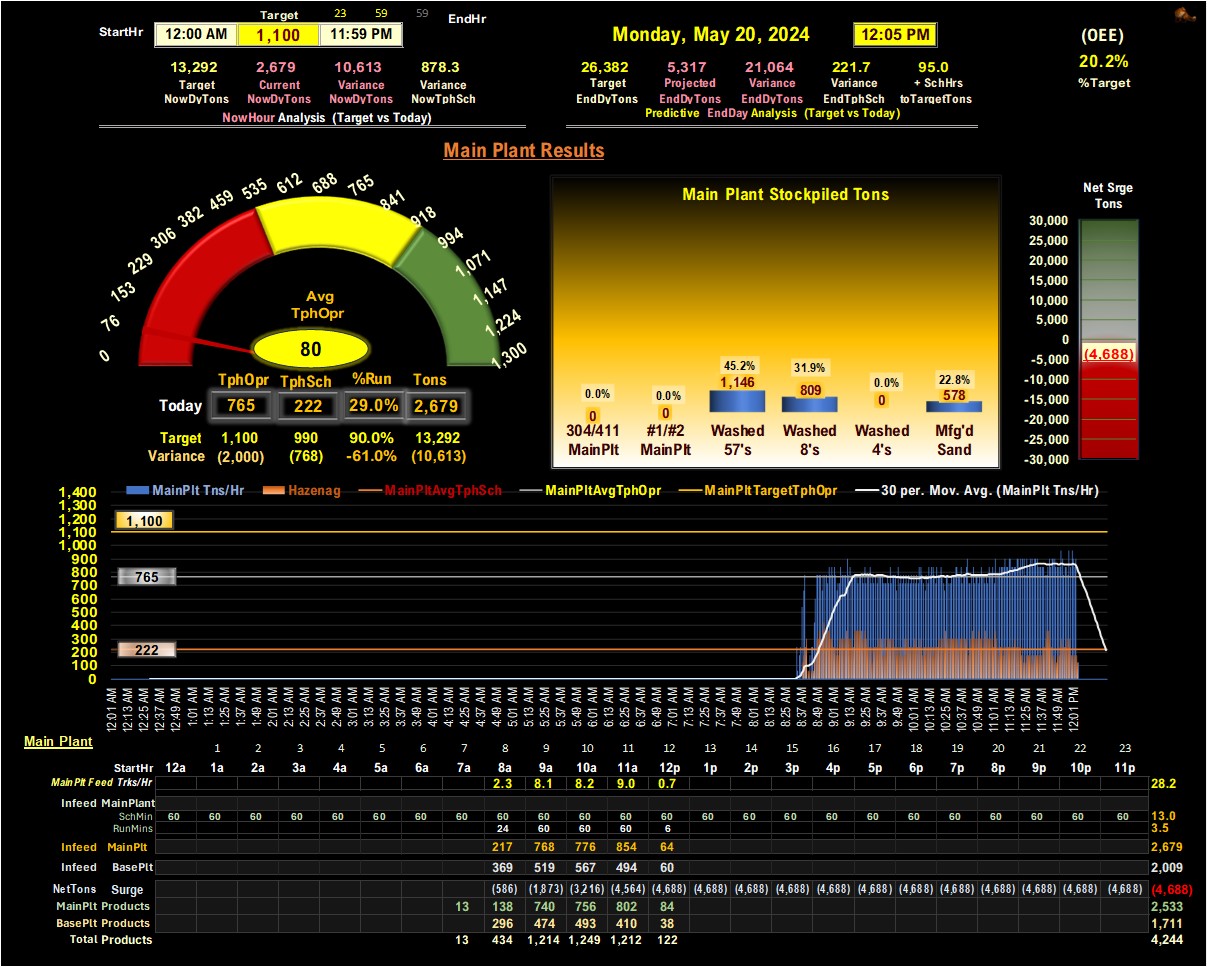 Target 23 59 59 EndHr
StartHr 12:00 AM 1,100 11:59 PM
Monday, May 20, 2024 12:05 PM
(OEE)
20.2%
%Target
13,292 2,679 10,613 878.3
Target Current Variance Variance
NowDyTons NowDyTons NowDyTons NowTphSch
NowHour Analysis (Target vs Today)
26,382 5,317 21,064 221.7 95.0
Target Projected Variance Variance + SchHrs
EndDyTons EndDyTons EndDyTons EndTphSch toTargetTons
Predictive EndDay Analysis (Target vs Today)
Main Plant Results
0 76 153 229 306 382 459 535 612 688 765 841 918 994 1,071 1,147 1,224 1,300
Avg
TphOpr
80
TphOpr TphSch %Run Tons
Today 765 222 29.0% 2,679
Target 1,100 990 90.0% 13,292
Variance (2,000) (768) -61.0% (10,613)
Main Plant Stockpiled Tons
0.0% 0.0% 45.2% 31.9% 0.0% 22.8%
0 0 1,146 809 0 578
304/411 #1/#2 Washed Washed Washed Mfg'd
MainPlt MainPlt 57's 8's 4's Sand
Net Srge
Tons
30,000
25,000
20,000
15,000
10,000
5,000
0
-5,000
(4,688)
-10,000
-15,000
-20,000
-25,000
-30,000
MainPlt Tns/Hr Hazenag MainPltAvgTphSch MainPltAvgTphOpr MainPltTargetTphOpr 30 per. Mov. Avg. (MainPlt Tns/Hr)
1,400
1,300
1,200
1,100
1,000
900
800
700
600
500
400
300
200
100
0
1,100
765
222
12:01 AM 12:13 AM 12:25 AM 12:37 AM 12:49 AM 1:01 AM 1:13 AM 1:25 AM 1:37 AM 1:49 AM 2:01 AM 2:13 AM 2:25 AM 2:37 AM 2:49 AM 3:01 AM 3:13 AM 3:25 AM 3:37 AM 3:49 AM 4:01 AM 4:13 AM 4:25 AM 4:37 AM 4:49 AM 5:01 AM 5:13 AM 5:25 AM 5:37 AM 5:49 AM 6:01 AM 6:13 AM 6:25 AM 6:37 AM 6:49 AM 7:01 AM 7:13 AM 7:25 AM 7:37 AM 7:49 AM 8:01 AM 8:13 AM 8:25 AM 8:37 AM 8:49 AM 9:01 AM 9:13 AM 9:25 AM 9:37 AM 9:49 AM 10:01 AM 10:13 AM 10:25 AM 10:37 AM 10:49 AM 11:01 AM 11:13 AM 11:25 AM 11:37 AM 11:49 AM 12:01 PM
Main Plant
1 2 3 4 5 6 7 8 9 10 11 12 13 14 15 16 17 18 19 20 21 22 23
StartHr 12a 1a 2a 3a 4a 5a 6a 7a 8a 9a 10a 11a 12p 1p 2p 3p 4p 5p 6p 7p 8p 9p 10p 11p
MainPlt Feed Trks/Hr 2.3 8.1 8.2 9.0 0.7 28.2
Infeed MainPlant
SchMin 60 60 60 60 60 60 60 60 60 60 60 60 60 60 60 60 60 60 60 60 60 60 60 60 13.0
RunMins 24 60 60 60 6 3.5
Infeed MainPlt 217 768 776 854 64 2,679
Infeed BasePlt 369 519 567 494 60 2,009
NetTons Surge (586) (1,873) (3,216) (4,564) (4,688) (4,688) (4,688) (4,688) (4,688) (4,688) (4,688) (4,688) (4,688) (4,688) (4,688) (4,688) (4,688)
MainPlt Products 13 138 740 756 802 84 2,533
BasePlt Products 296 474 493 410 38 1,711
Total Products 13 434 1,214 1,249 1,212 122 4,244